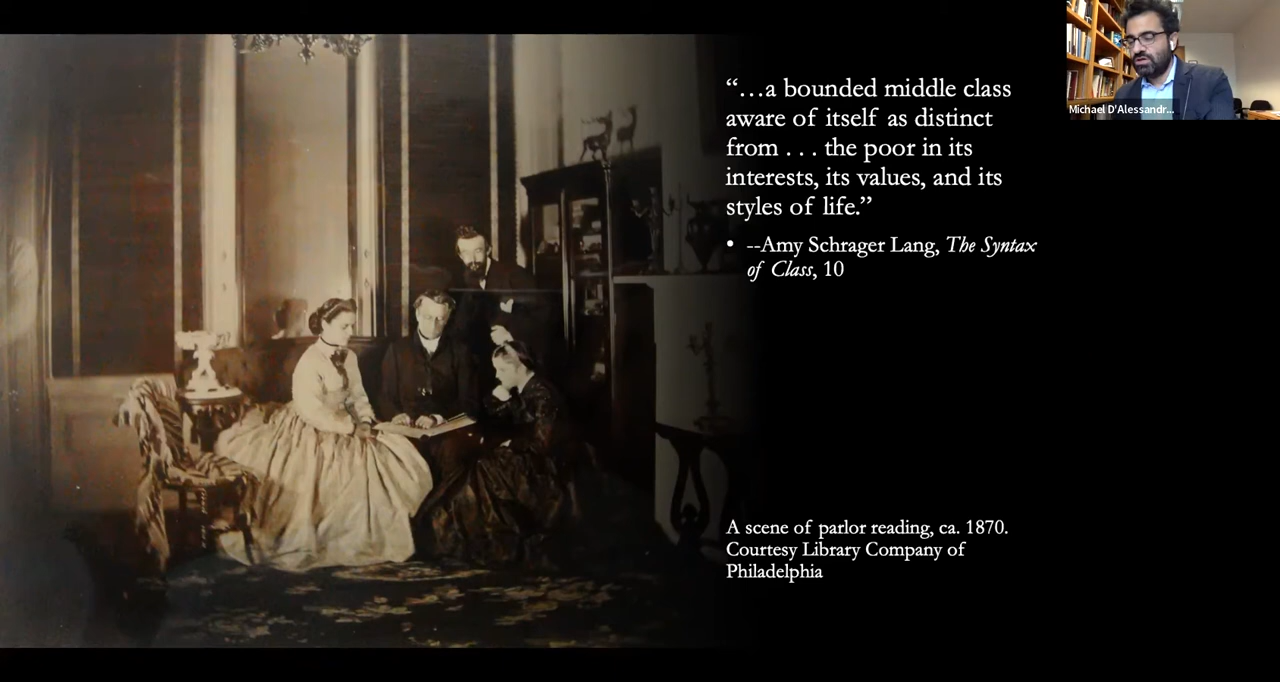 “…a bounded middle class
aware of itself as distinct
from . . . the poor in its
interests, its values, and its
styles of life.”
• --Amy Schrager Lang, The Syntax
of Class, 10
A scene of parlor reading, ca. 1870.
Courtesy Library Company of
Philadelphia
Michael D'Alessandr...